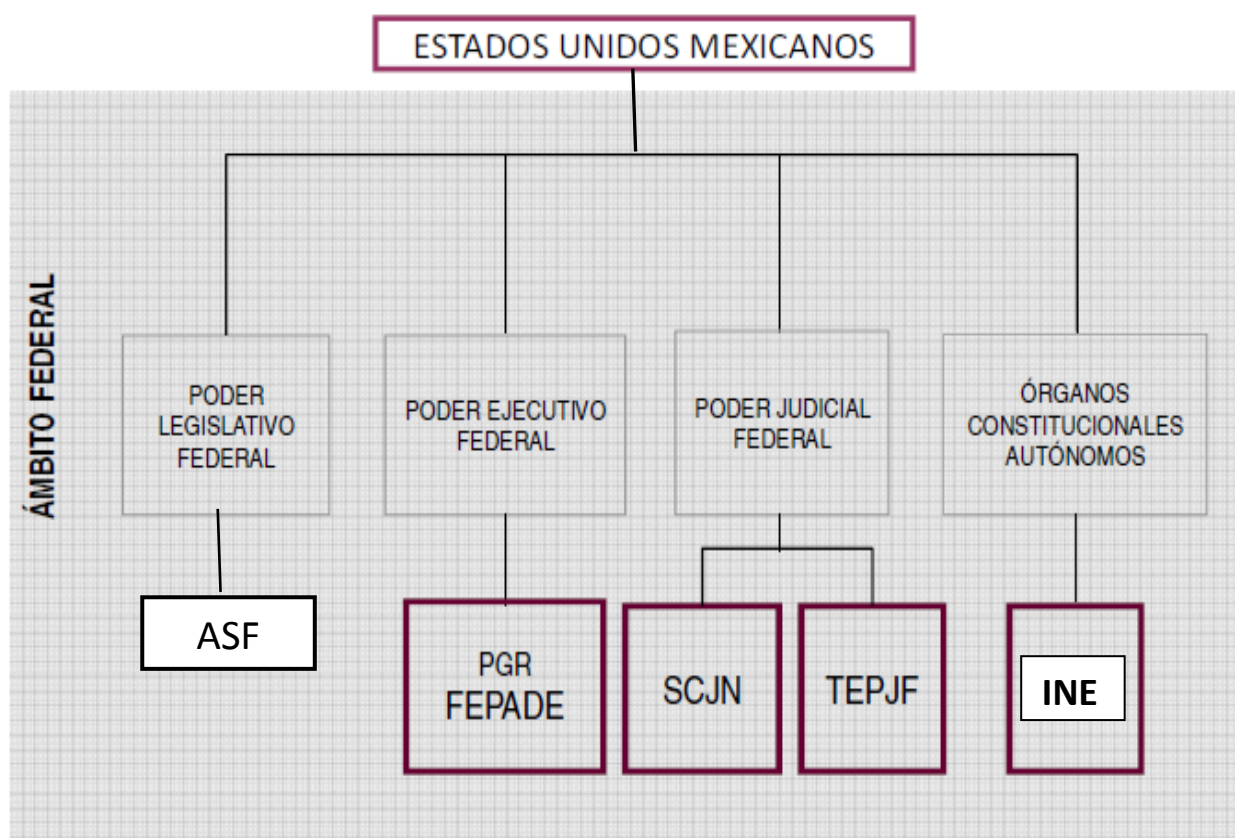 ESTADOS UNIDOS MEXICANOS
ÁMBITO FEDERAL
PODER
LEGISLATIVO
FEDERAL
PODER EJECUTIVO
FEDERAL
PODER JUDICIAL
FEDERAL
ÓRGANOS
CONSTITUCIONALES
AUTÓNOMOS
ASF
PGR
FEPADE
SCJN
TEPJF
INE